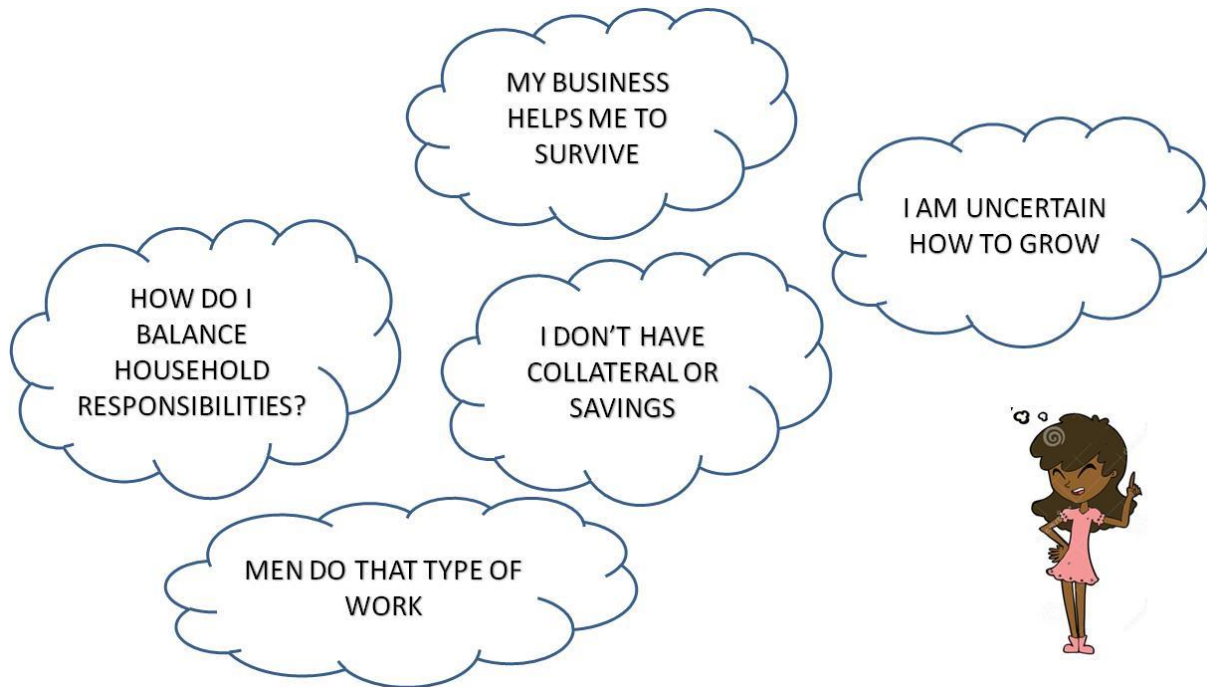 MY BUSINESS
HELPS ME TO
SURVIVE
I AM UNCERTAIN
HOW TO GROW
HOW DO I
BALANCE
HOUSEHOLD
RESPONSIBILITIES?
I DON'T HAVE
COLLATERAL OR
SAVINGS
MEN DO THAT TYPE OF
WORK